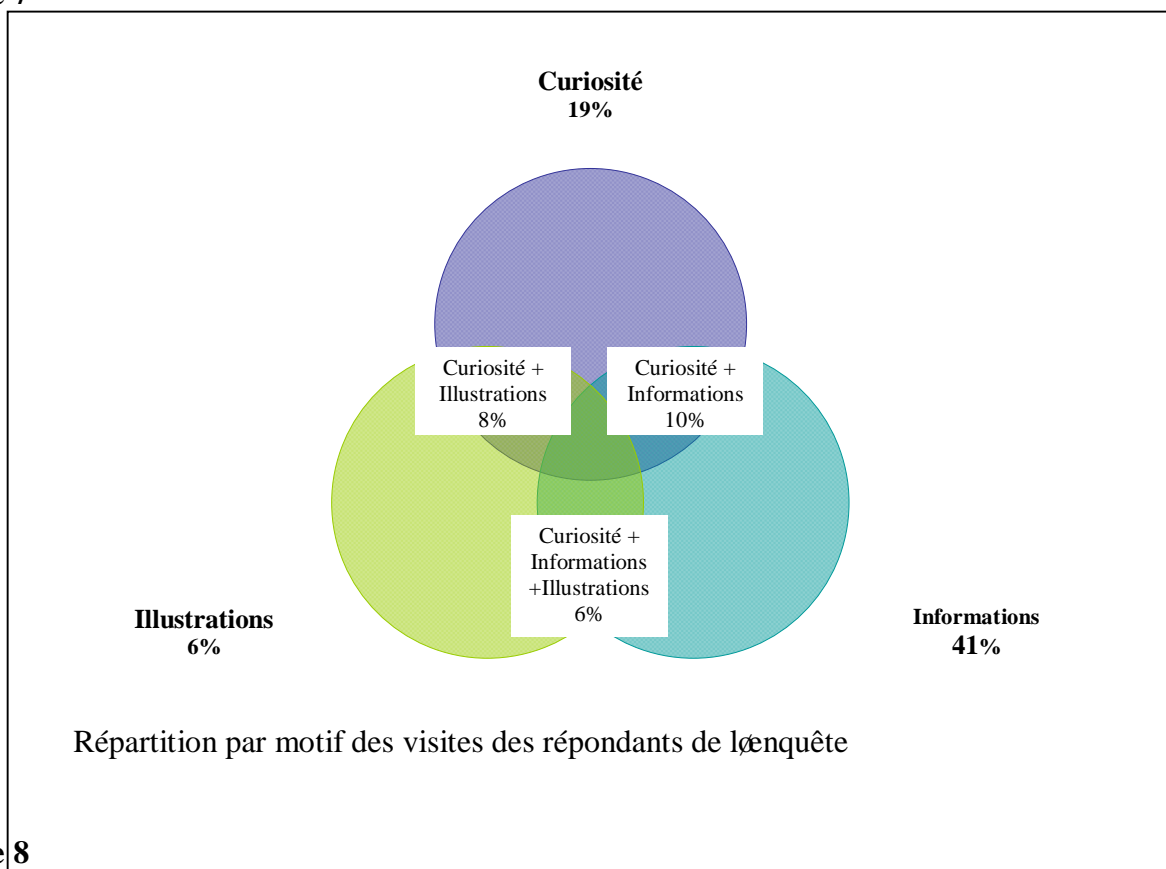 Curiosité
19%
Curiosité +
Illustrations
8%
Curiosité +
Informations
10%
Curiosité +
Informations
+Illustrations
6%
Illustrations
6%
Informations
41%
Répartition par motif des visites des répondants de løenquête
e 8